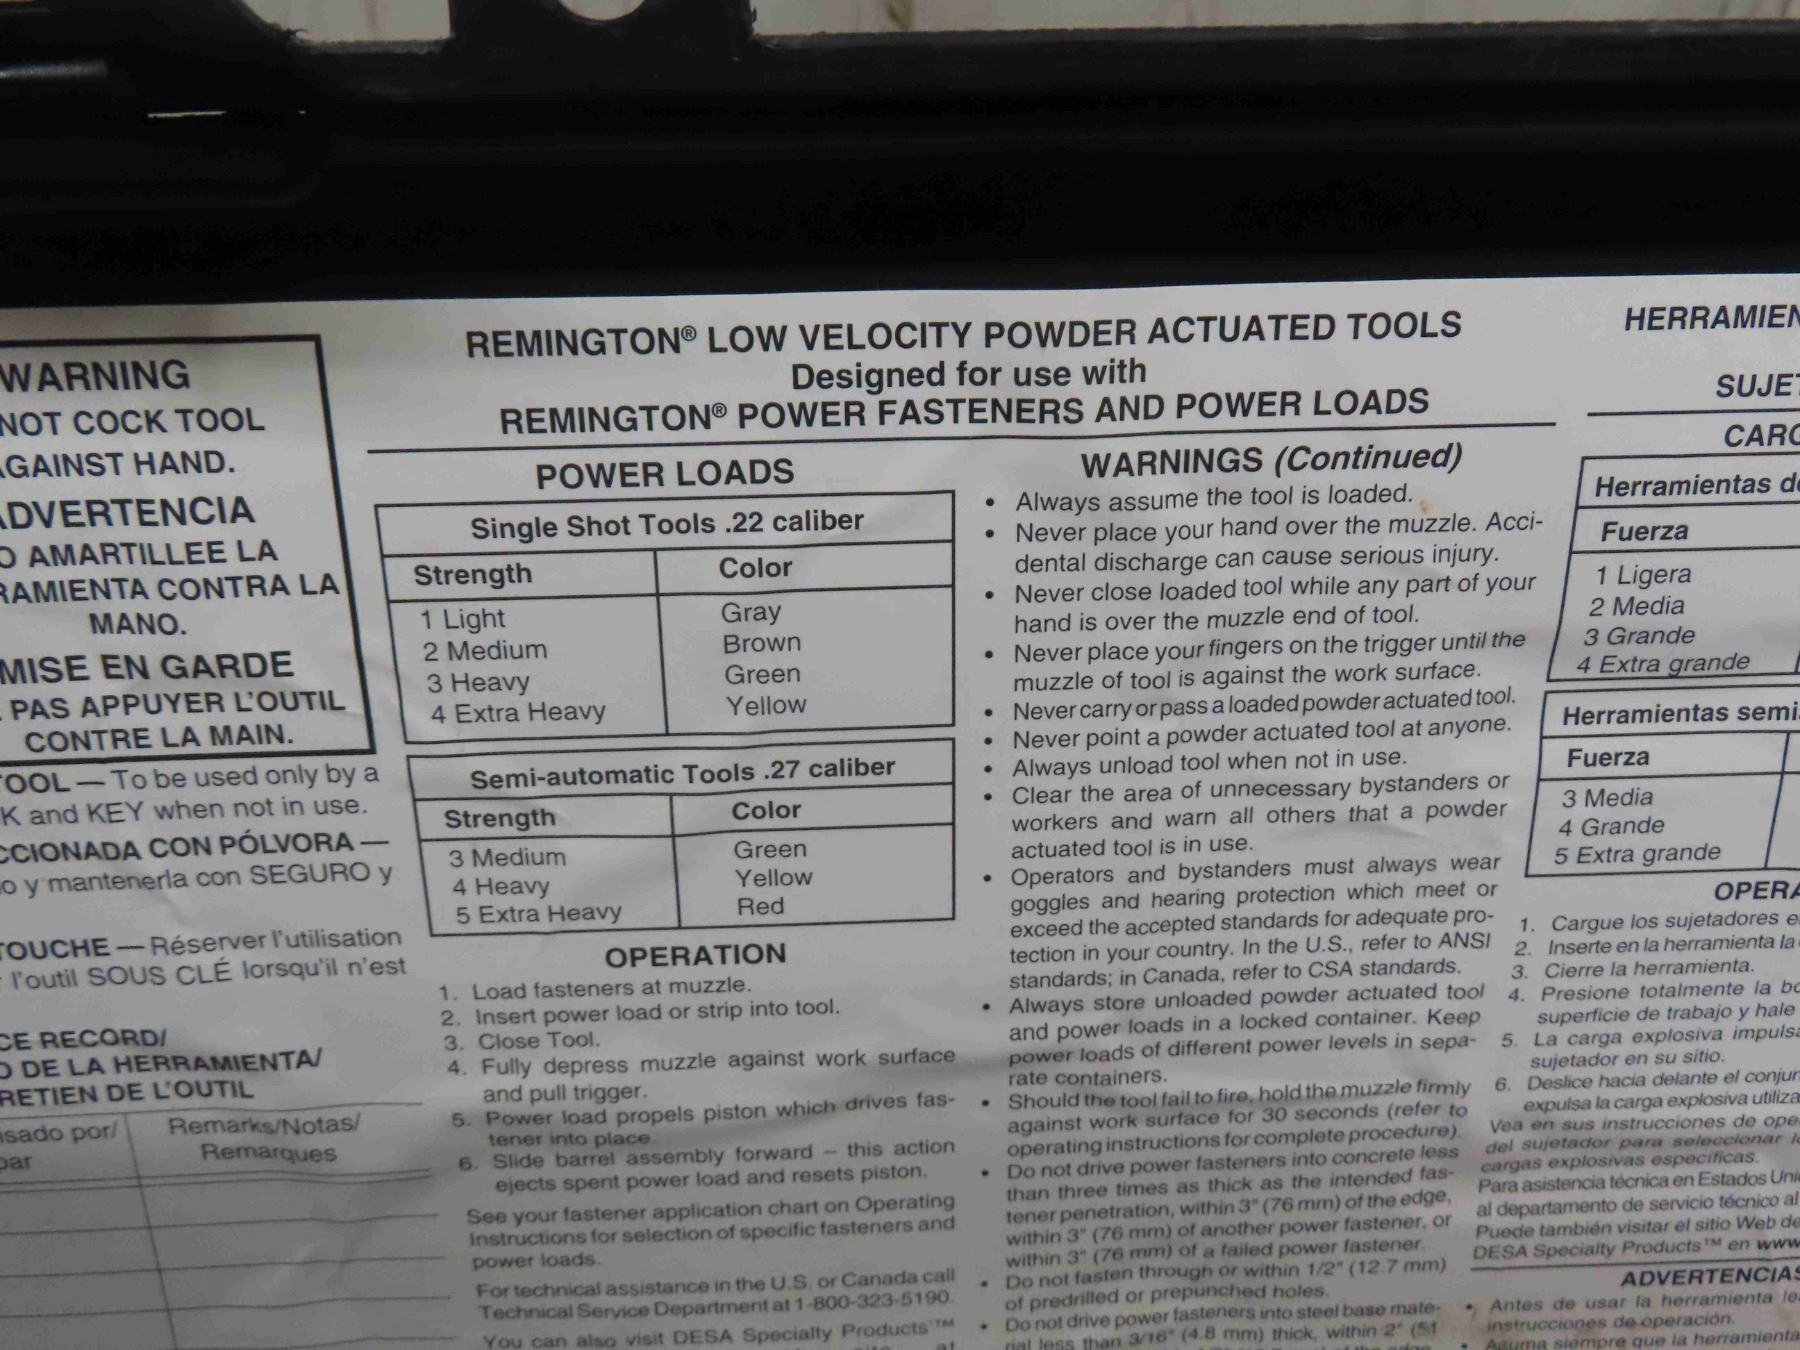 WARNING
NOT COCK TOOL
AGAINST HAND.
ADVERTENCIA
O AMARTILLEE LA
RAMIENTA CONTRA LA
MANO.
MISE EN GARDE
PAS APPUYER L'OUTIL
CONTRE LA MAIN.
TOOL — To be used only by a
K and KEY when not in use.
CCIONADA CON PÓLVORA —
o y mantenerla con SEGURO y
TOUCHE — Réserver l'utilisation
l'outil SOUS CLÉ lorsqu'il n'est
CE RECORD/
O DE LA HERRAMIENTA/
RETIEN DE L'OUTIL
isado por/
par
Remarks/Notas/
Remarques
REMINGTON® LOW VELOCITY POWDER ACTUATED TOOLS
Designed for use with
REMINGTON® POWER FASTENERS AND POWER LOADS
POWER LOADS
Single Shot Tools .22 caliber
Strength Color
1 Light Gray
2 Medium Brown
3 Heavy Green
4 Extra Heavy Yellow
Semi-automatic Tools .27 caliber
Strength Color
3 Medium Green
4 Heavy Yellow
5 Extra Heavy Red
OPERATION
1. Load fasteners at muzzle.
2. Insert power load or strip into tool.
3. Close Tool.
4. Fully depress muzzle against work surface
and pull trigger.
5. Power load propels piston which drives fas-
tener into place.
6. Slide barrel assembly forward – this action
ejects spent power load and resets piston.
See your fastener application chart on Operating
Instructions for selection of specific fasteners and
power loads.
For technical assistance in the U.S. or Canada call
Technical Service Department at 1-800-323-5190.
You can also visit DESA Specialty Products'™
at
WARNINGS (Continued)
• Always assume the tool is loaded.
• Never place your hand over the muzzle. Acci-
dental discharge can cause serious injury.
• Never close loaded tool while any part of your
hand is over the muzzle end of tool.
• Never place your fingers on the trigger until the
muzzle of tool is against the work surface.
• Never carry or pass a loaded powder actuated tool.
• Never point a powder actuated tool at anyone.
• Always unload tool when not in use.
• Clear the area of unnecessary bystanders or
workers and warn all others that a powder
actuated tool is in use.
• Operators and bystanders must always wear
goggles and hearing protection which meet or
exceed the accepted standards for adequate pro-
tection in your country. In the U.S., refer to ANSI
standards; in Canada, refer to CSA standards.
• Always store unloaded powder actuated tool
and power loads in a locked container. Keep
power loads of different power levels in sepa-
rate containers.
• Should the tool fail to fire, hold the muzzle firmly
against work surface for 30 seconds (refer to
operating instructions for complete procedure).
• Do not drive power fasteners into concrete less
than three times as thick as the intended fas-
tener penetration, within 3" (76 mm) of the edge,
within 3" (76 mm) of another power fastener, or
within 3" (76 mm) of a failed power fastener.
• Do not fasten through or within 1/2" (12.7 mm)
of predrilled or prepunched holes.
• Do not drive power fasteners into steel base mate-
rial less than 3/16" (4.8 mm) thick, within 2" (51
HERRAMIEN
SUJET
CARG
Herramientas de
Fuerza
1 Ligera
2 Media
3 Grande
4 Extra grande
Herramientas semi
Fuerza
3 Media
4 Grande
5 Extra grande
OPERA
1. Cargue los sujetadores e
2. Inserte en la herramienta la
3. Cierre la herramienta.
4. Presione totalmente la bo
superficie de trabajo y hale
5. La carga explosiva impulsa
sujetador en su sitio.
6. Deslice hacia delante el conjun
expulsa la carga explosiva utiliza
Vea en sus instrucciones de ope
del sujetador para seleccionar lo
cargas explosivas específicas.
Para asistencia técnica en Estados Uni
al departamento de servicio técnico al
Puede también visitar el sitio Web de
DESA Specialty Products™ en www
ADVERTENCIAS
• Antes de usar la herramienta le
instrucciones de operación.
• Asuma siempre que la herramienta